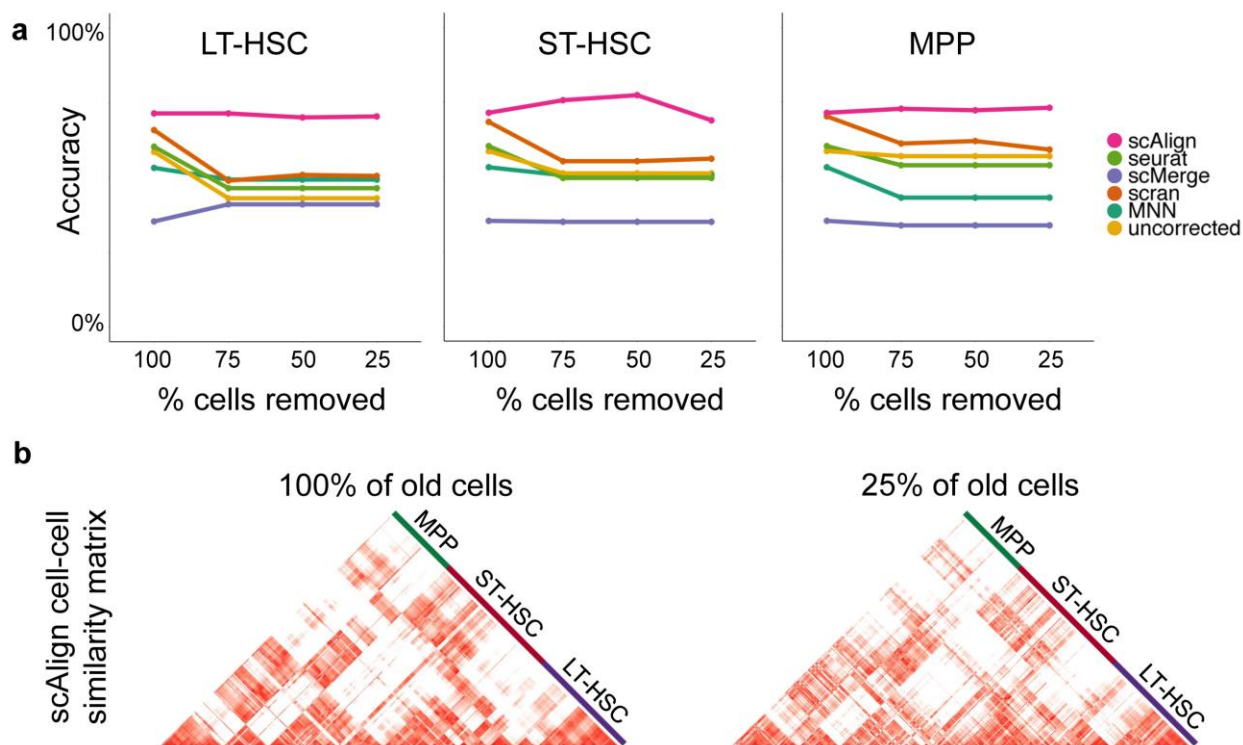 a
100%
LT-HSC
ST-HSC
MPP
Accuracy
0%
100 75 50 25
100 75 50 25
100 75 50 25
% cells removed
% cells removed
% cells removed
scAlign
seurat
scMerge
scran
MNN
uncorrected
b
100% of old cells
25% of old cells
scAlign cell-cell
similarity matrix
MPP
ST-HSC
LT-HSC
MPP
ST-HSC
LT-HSC